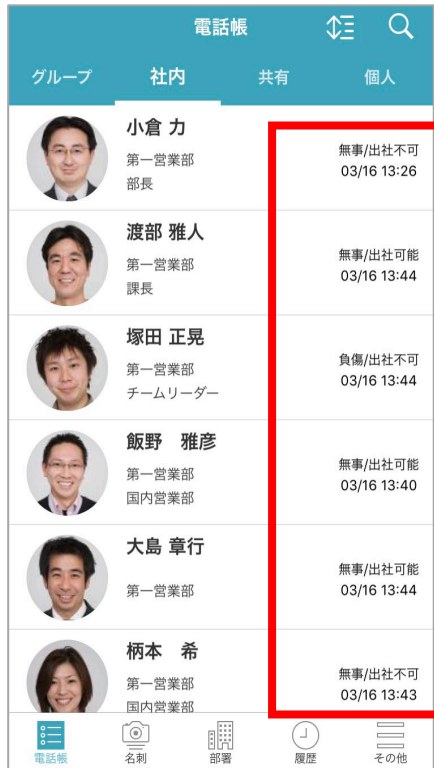 電話帳
グループ 社内 共有 個人
小倉 力
第一営業部
部長
無事/出社不可
03/16 13:26
渡部 雅人
第一営業部
課長
無事/出社可能
03/16 13:44
塚田 正晃
第一営業部
チームリーダー
負傷/出社不可
03/16 13:44
飯野　雅彦
第一営業部
国内営業部
無事/出社可能
03/16 13:40
大島 章行
第一営業部
無事/出社可能
03/16 13:44
柄本　希
第一営業部
国内営業部
無事/出社不可
03/16 13:43
電話帳 名刺 部署 履歴 その他